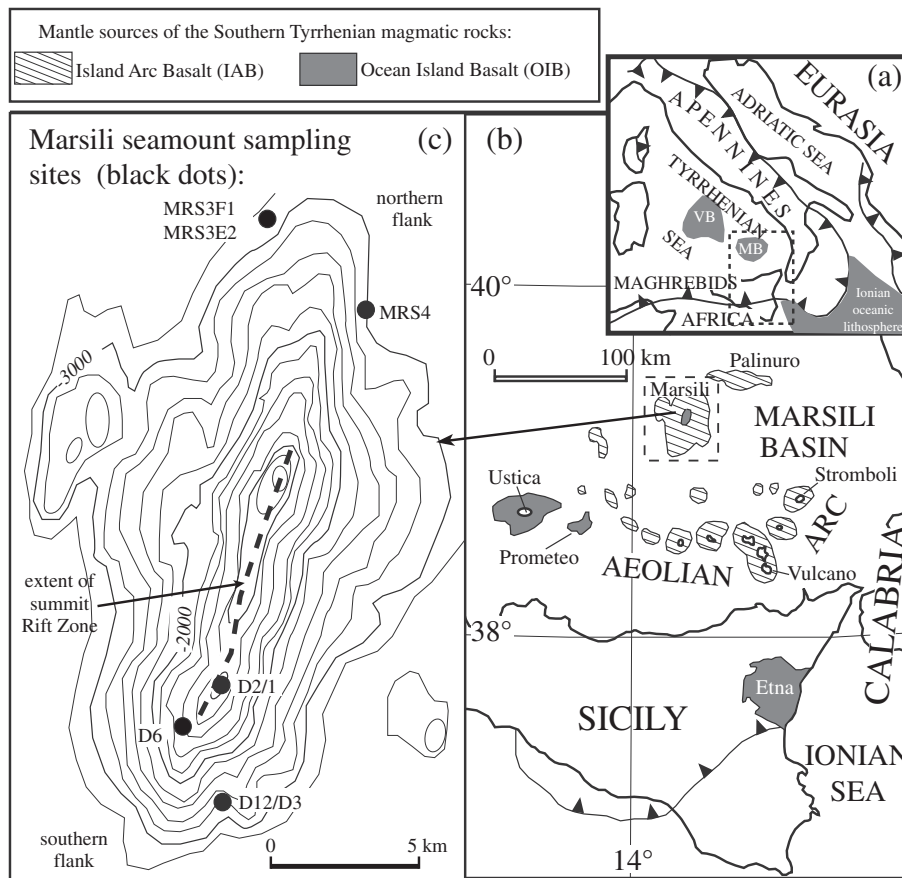 Mantle sources of the Southern Tyrrhenian magmatic rocks:
Island Arc Basalt (IAB)
Ocean Island Basalt (OIB)
(a)
EURASIA
ADRIATIC SEA
APENNINES
TYRRHENIAN
SEA
VB
MB
MAGHREBIDS
AFRICA
Ionian
oceanic
lithosphere
Marsili seamount sampling
sites (black dots):
(c)
MRS3F1
MRS3E2
northern
flank
MRS4
-3000
extent of
summit
Rift Zone
-2000
D2/1
D6
D12/D3
southern
flank
0
5 km
(b)
40°
0
100 km
Palinuro
Marsili
MARSILI
BASIN
Ustica
Stromboli
Prometeo
AEOLIAN
ARC
Vulcano
CALABRIA
38°
Etna
SICILY
IONIAN
SEA
14°